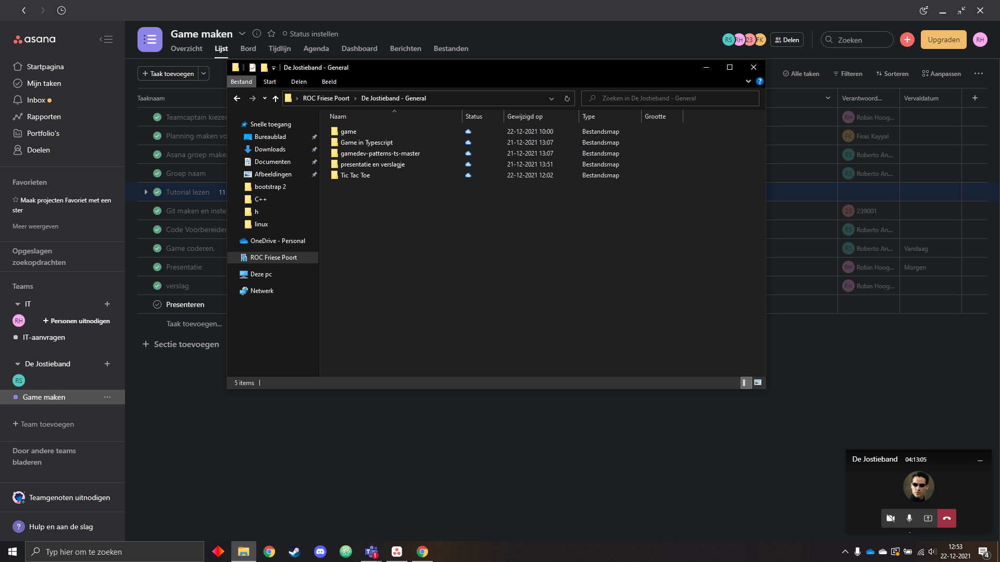 asana
Startpagina
Mijn taken
Inbox
Rapporten
Portfolio's
Doelen
Favorieten
Maak projecten Favoriet met een
ster
Meer weergeven
Opgeslagen
zoekopdrachten
Teams
IT
RH
+ Personen uitnodigen
IT-aanvragen
De Jostieband
RS
Game maken
+ Team toevoegen
Door andere teams
bladeren
Teamgenoten uitnodigen
? Hulp en aan de slag
Game maken
Status instellen
Overzicht Lijst Bord Tijdlijn Agenda Dashboard Berichten Bestanden
RS RH 23 FK Delen
Zoeken
Upgraden
RH
+ Taak toevoegen
Alle taken Filteren Sorteren Aanpassen
Taaknaam
Verantwoord... Vervaldatum
Teamcaptain kiezen
Planning maken vo
Asana groep make
Groep naam
Tutorial lezen 11
Git maken en inste
Code Voorbereiden
Game coderen.
Presentatie
verslag
Presenteren
Taak toevoegen...
+ Sectie toevoegen
RH Robin Hoog...
FK Firas Kayyal
RS Roberto An...
RS Roberto An...
23 239001
RS Roberto An...
RS Roberto An... Vandaag
RH Robin Hoog... Morgen
RH Robin Hoog...
De Jostieband - General
Bestand Start Delen Beeld
ROC Friese Poort > De Jostieband - General
Zoeken in De Jostieband - General
Snelle toegang
Bureaublad
Downloads
Documenten
Afbeeldingen
bootstrap 2
C++
h
linux
OneDrive - Personal
ROC Friese Poort
Deze pc
Netwerk
Naam Status Gewijzigd op Type Grootte
game 22-12-2021 10:00 Bestandsmap
Game in Typescript 21-12-2021 13:07 Bestandsmap
gamedev-patterns-ts-master 21-12-2021 13:07 Bestandsmap
presentatie en verslagje 21-12-2021 13:51 Bestandsmap
Tic Tac Toe 22-12-2021 12:02 Bestandsmap
5 items
De Jostieband 04:13:05
Typ hier om te zoeken
1
12:53
22-12-2021
4